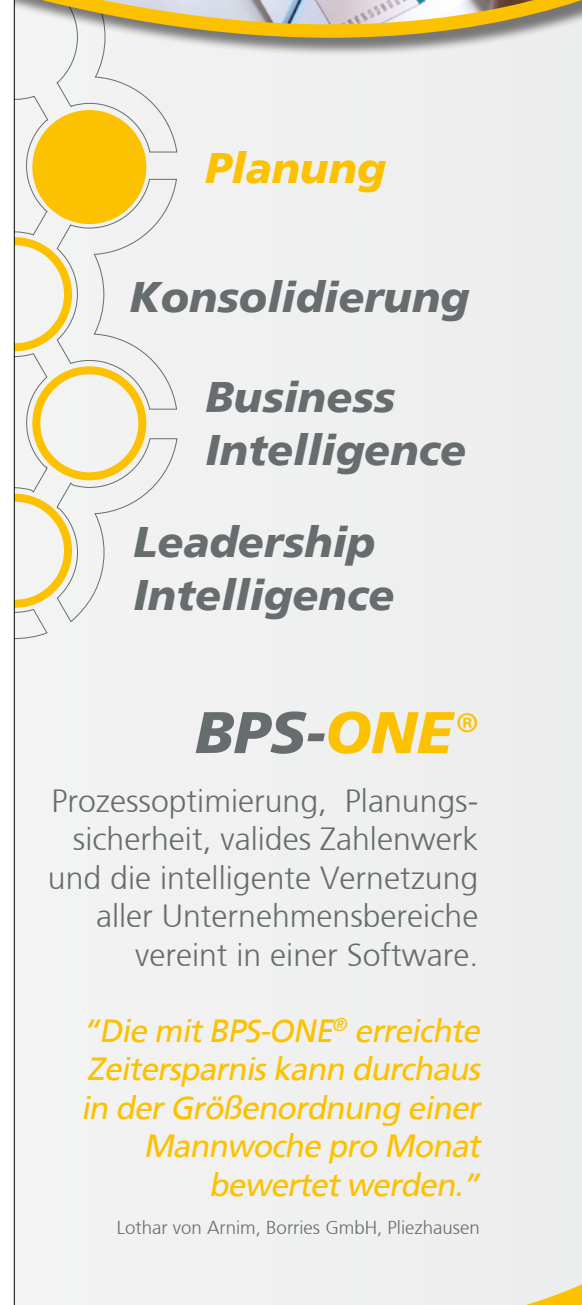 Planung
Konsolidierung
Business
Intelligence
Leadership
Intelligence
BPS-ONE®
Prozessoptimierung, Planungs-
sicherheit, valides Zahlenwerk
und die intelligente Vernetzung
aller Unternehmensbereiche
vereint in einer Software.
“Die mit BPS-ONE® erreichte
Zeitersparnis kann durchaus
in der Größenordnung einer
Mannwoche pro Monat
bewertet werden.”
Lothar von Arnim, Borries GmbH, Pliezhausen